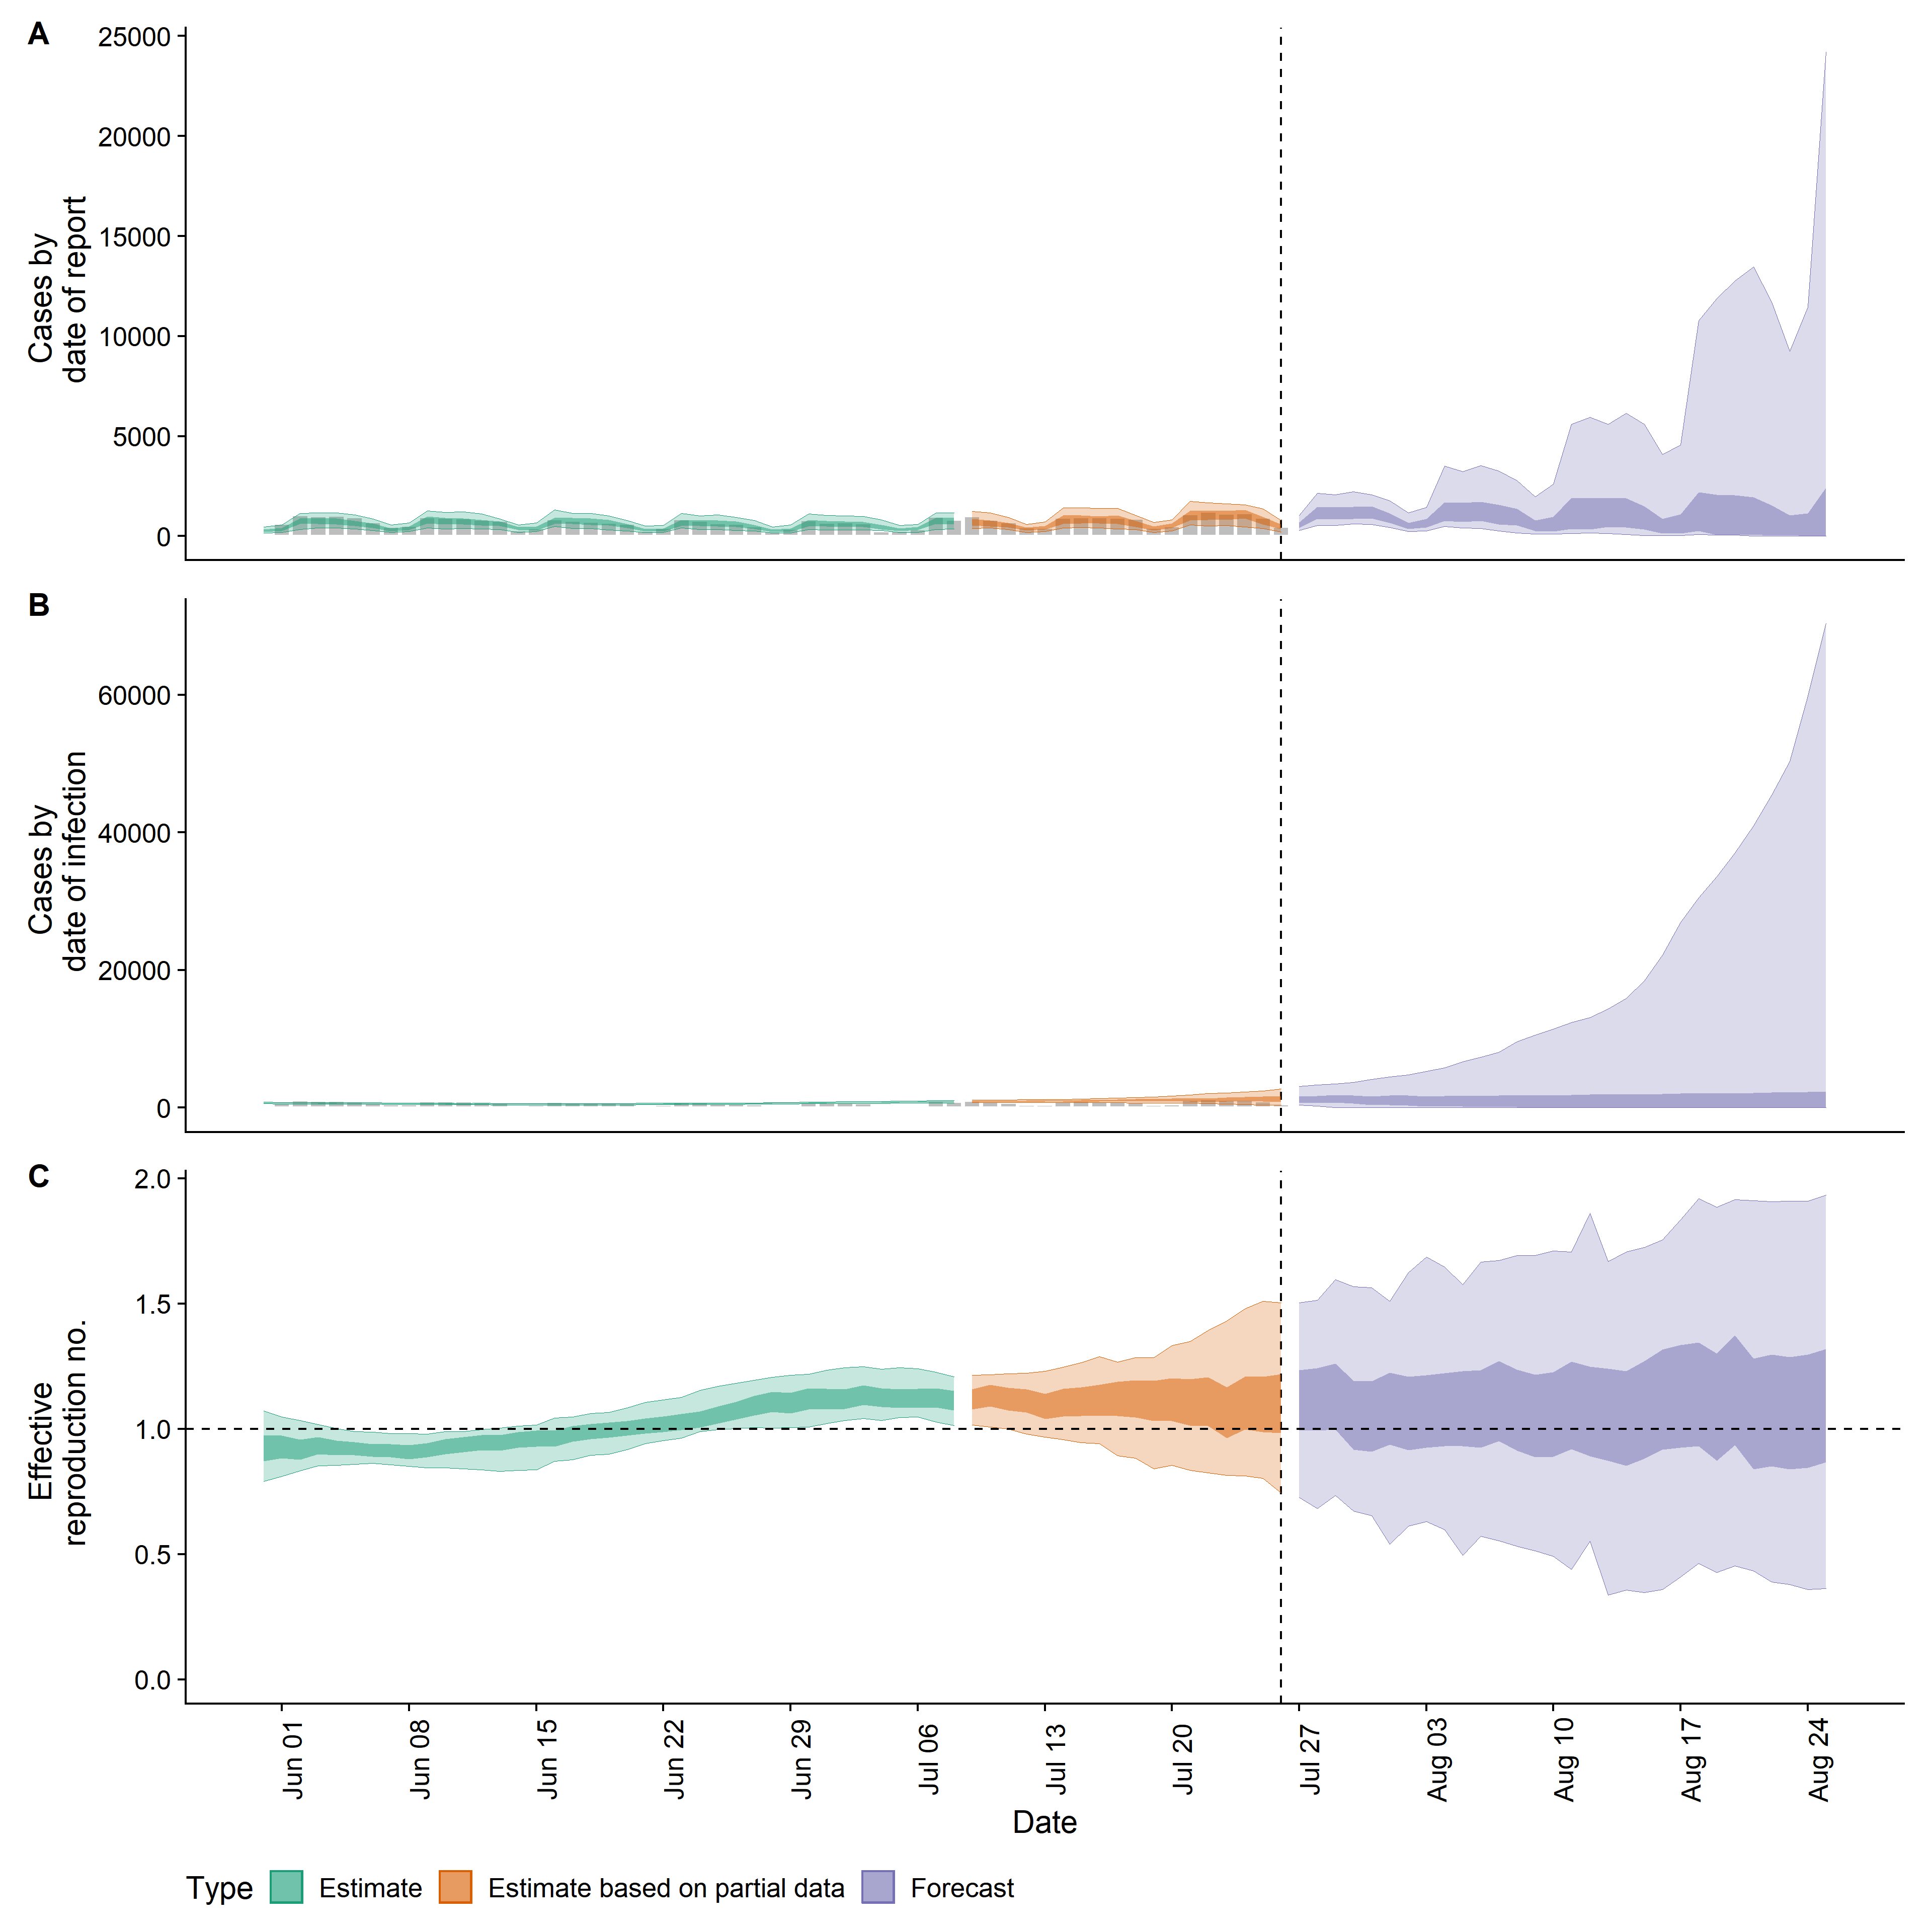 A
25000
20000
15000
10000
5000
0
Cases by
date of report
B
60000
40000
20000
0
Cases by
date of infection
C
2.0
1.5
1.0
0.5
0.0
Effective
reproduction no.
Jun 01
Jun 08
Jun 15
Jun 22
Jun 29
Jul 06
Jul 13
Jul 20
Jul 27
Aug 03
Aug 10
Aug 17
Aug 24
Date
Type Estimate Estimate based on partial data Forecast